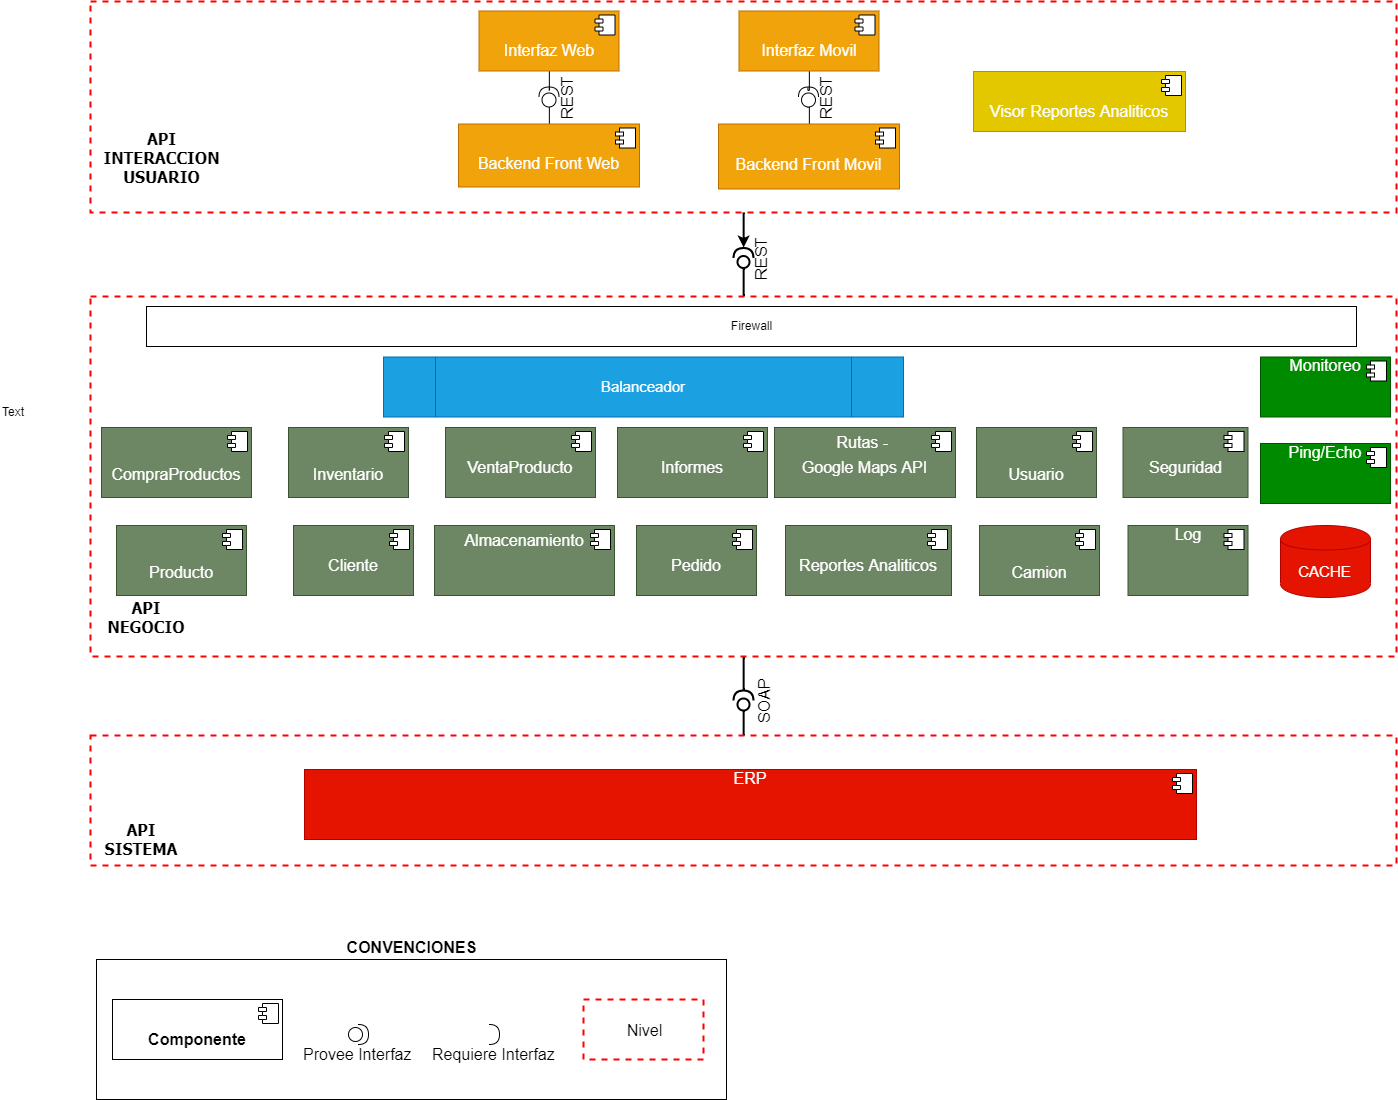 Interfaz Web
Interfaz Movil
REST
REST
Visor Reportes Analiticos
Backend Front Web
Backend Front Movil
API
INTERACCION
USUARIO
REST
Firewall
Balanceador
Monitoreo
Text
CompraProductos
Inventario
VentaProducto
Informes
Rutas -
Google Maps API
Usuario
Seguridad
Ping/Echo
Producto
Cliente
Almacenamiento
Pedido
Reportes Analiticos
Camion
Log
CACHE
API
NEGOCIO
SOAP
ERP
API
SISTEMA
CONVENCIONES
Componente
Provee Interfaz
Requiere Interfaz
Nivel